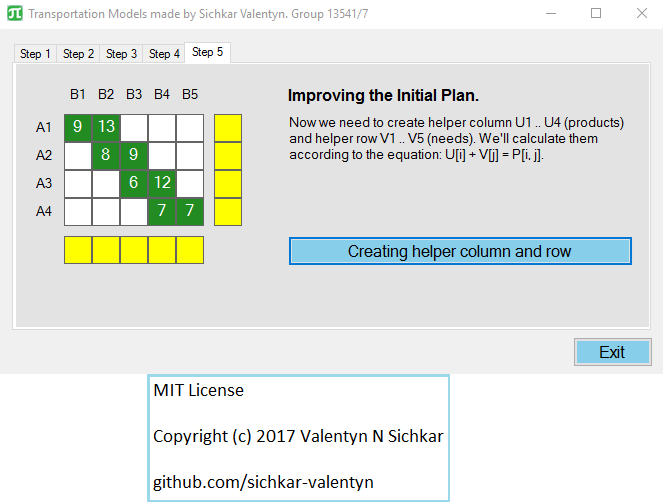 Transportation Models made by Sichkar Valentyn. Group 13541/7
Step 1 Step 2 Step 3 Step 4 Step 5
B1 B2 B3 B4 B5
A1 9 13
A2 8 9
A3 6 12
A4 7 7
Improving the Initial Plan.
Now we need to create helper column U1 .. U4 (products)
and helper row V1 .. V5 (needs). We'll calculate them
according to the equation: U[i] + V[j] = P[i, j].
Creating helper column and row
Exit
MIT License
Copyright (c) 2017 Valentyn N Sichkar
github.com/sichkar-valentyn